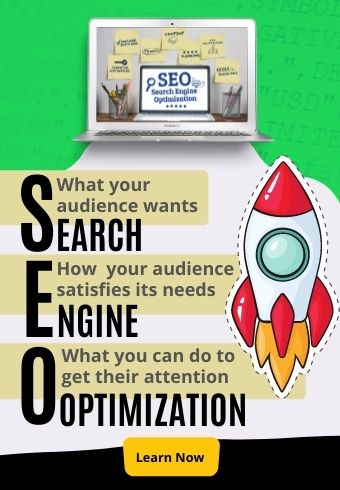 SEO
Search Engine
Optimization
What your
audience wants
SEARCH
How your audience
satisfies its needs
ENGINE
What you can do to
get their attention
OPTIMIZATION
Learn Now